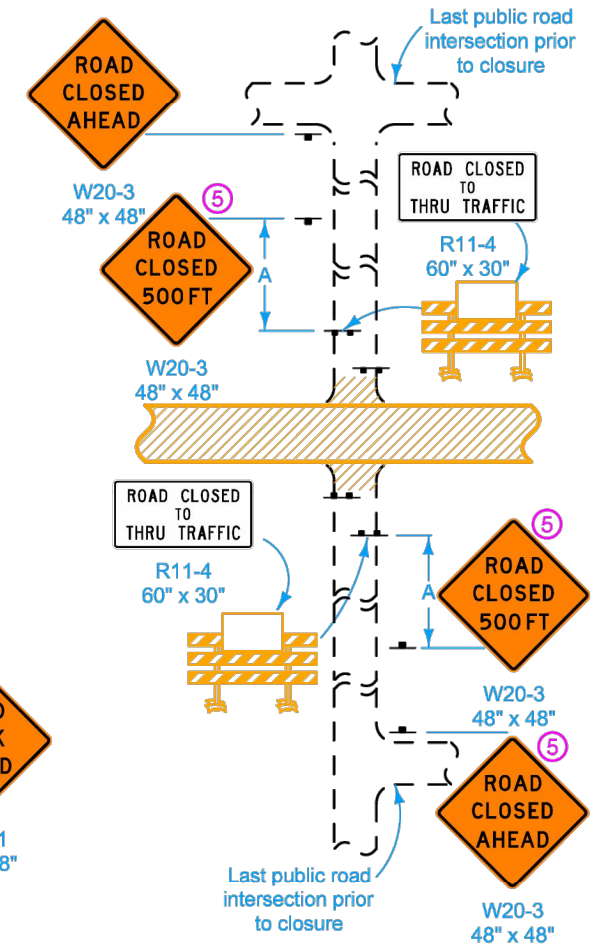 Last public road
intersection prior
to closure
ROAD
CLOSED
AHEAD
W20-3
48" x 48"
5
ROAD CLOSED
TO
THRU TRAFFIC
R11-4
60" x 30"
ROAD
CLOSED
500 FT
A
W20-3
48" x 48"
ROAD CLOSED
TO
THRU TRAFFIC
R11-4
60" x 30"
5
ROAD
CLOSED
500 FT
A
W20-3
48" x 48"
5
ROAD
CLOSED
AHEAD
W20-3
48" x 48"
Last public road
intersection prior
to closure